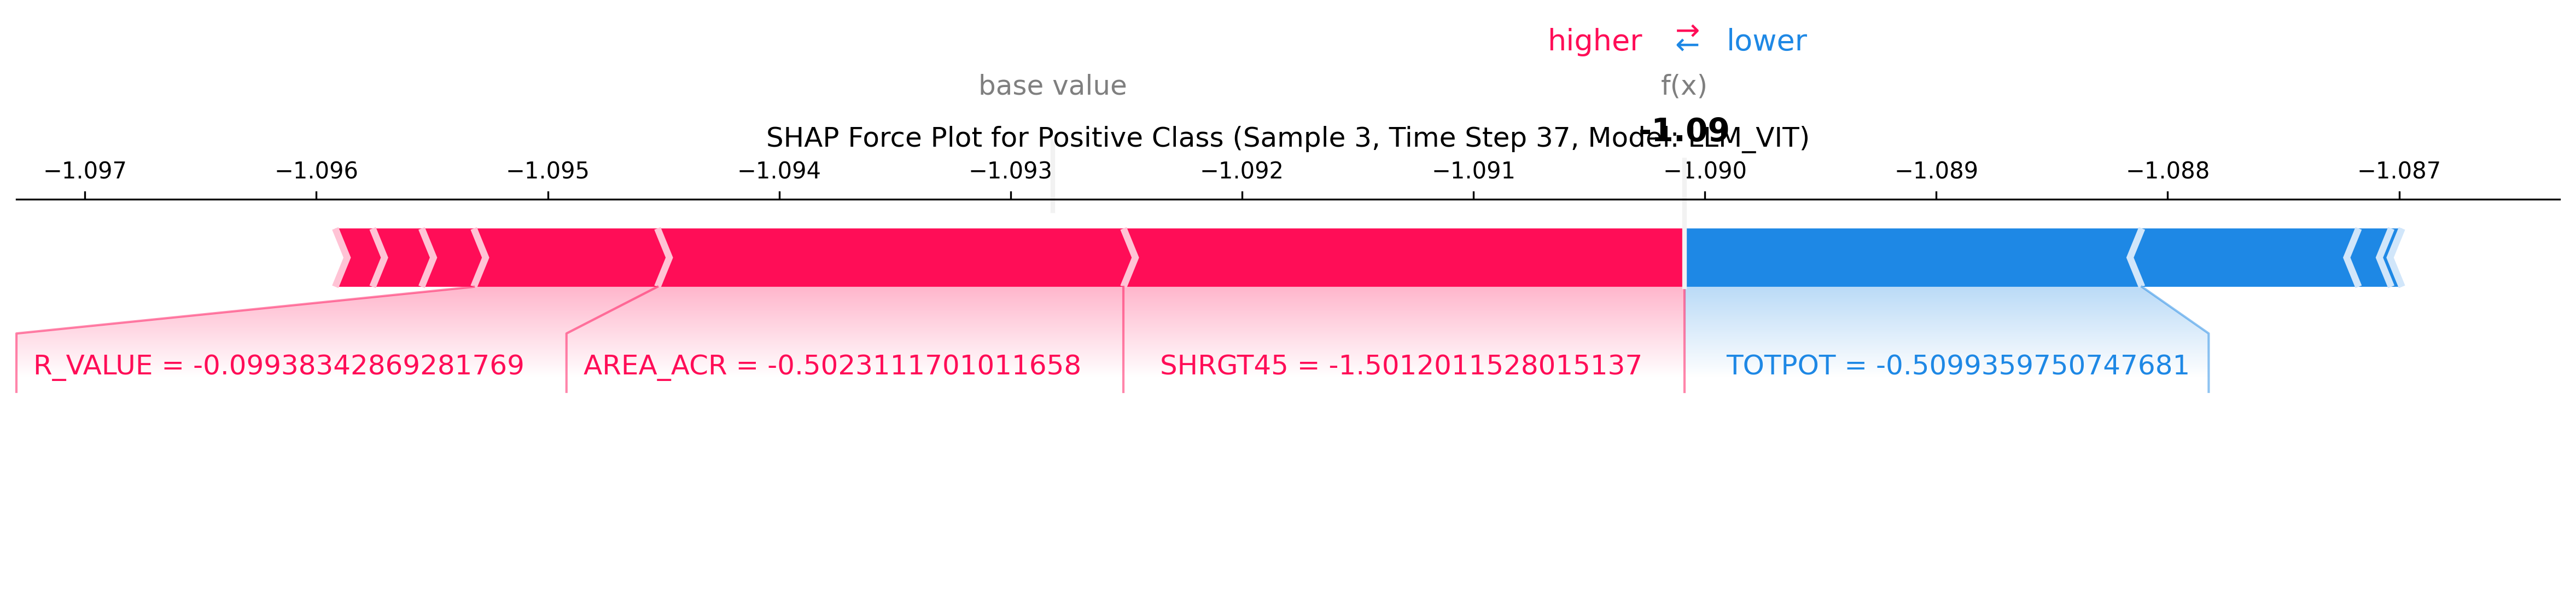 higher ⇄ lower
base value f(x)
-1.09
SHAP Force Plot for Positive Class (Sample 3, Time Step 37, Model: LLM_VIT)
−1.097 −1.096 −1.095 −1.094 −1.093 −1.092 −1.091 −1.090 −1.089 −1.088 −1.087
R_VALUE = -0.09938342869281769 AREA_ACR = -0.5023111701011658 SHRGT45 = -1.5012011528015137 TOTPOT = -0.5099359750747681